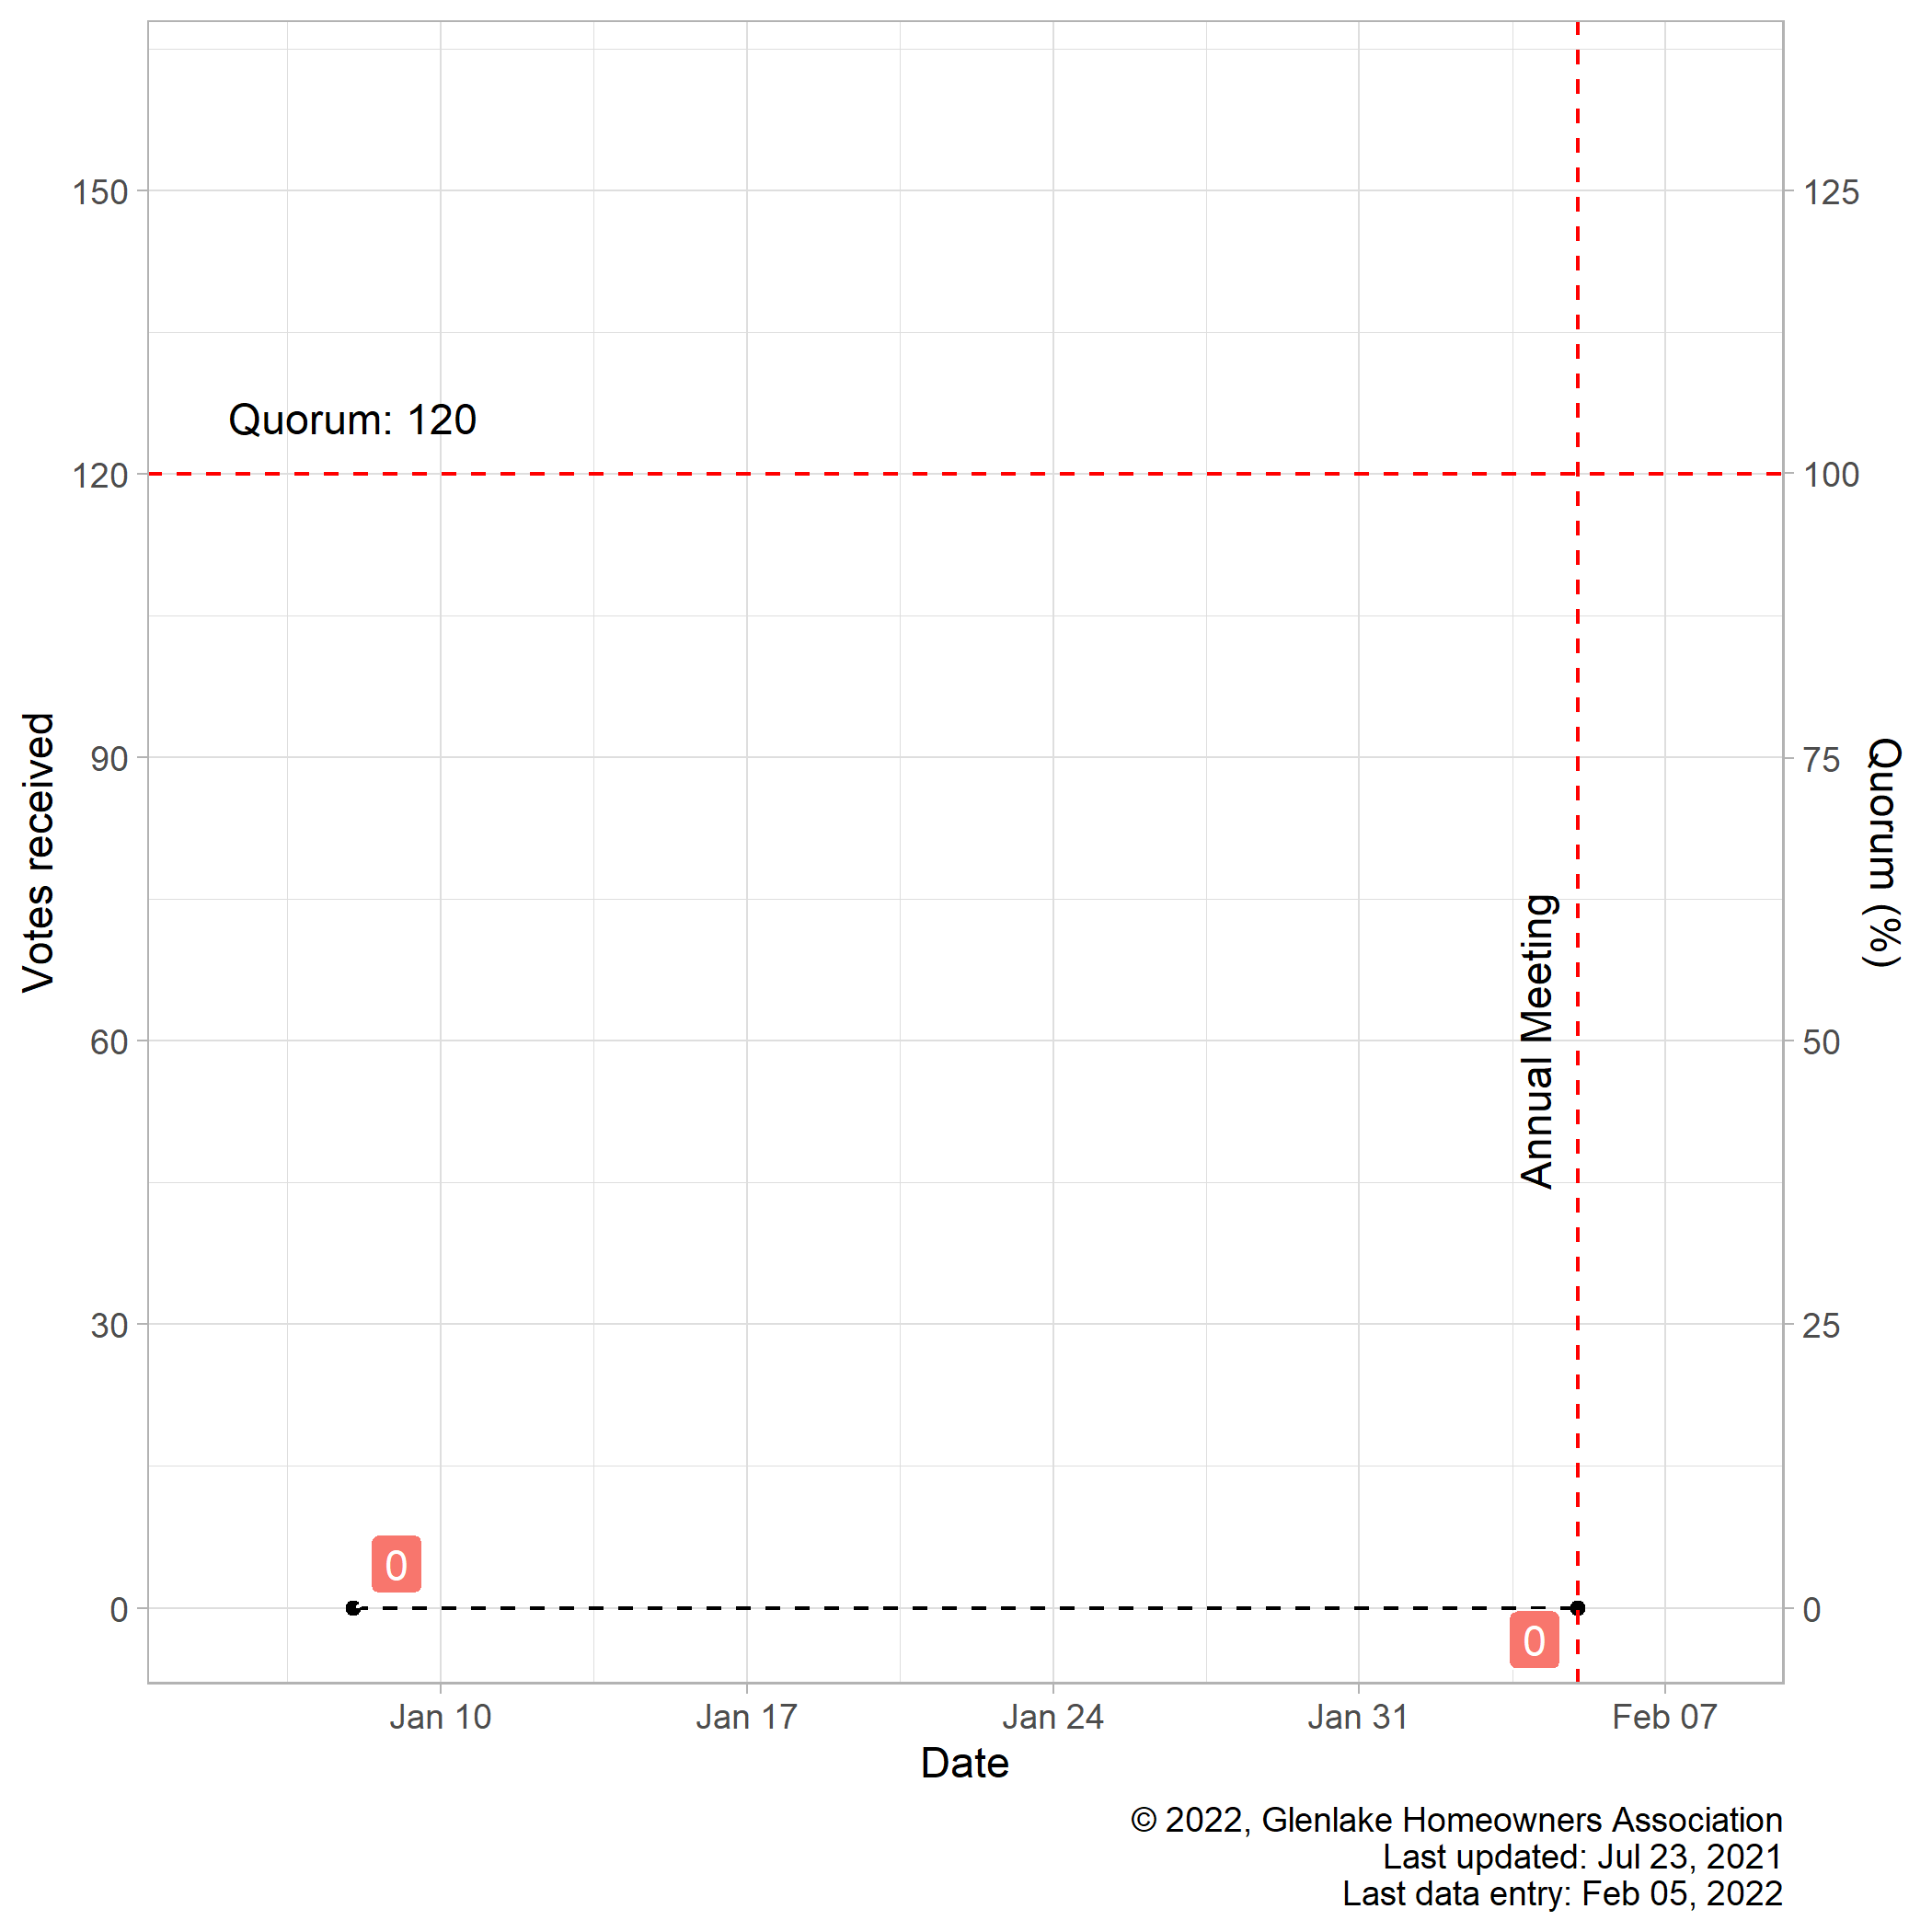 150
125
Quorum: 120
120
100
90
75
Votes received
Quorum (%)
Annual Meeting
60
50
30
25
0
0
0
0
Jan 10
Jan 17
Jan 24
Jan 31
Feb 07
Date
© 2022, Glenlake Homeowners Association
Last updated: Jul 23, 2021
Last data entry: Feb 05, 2022